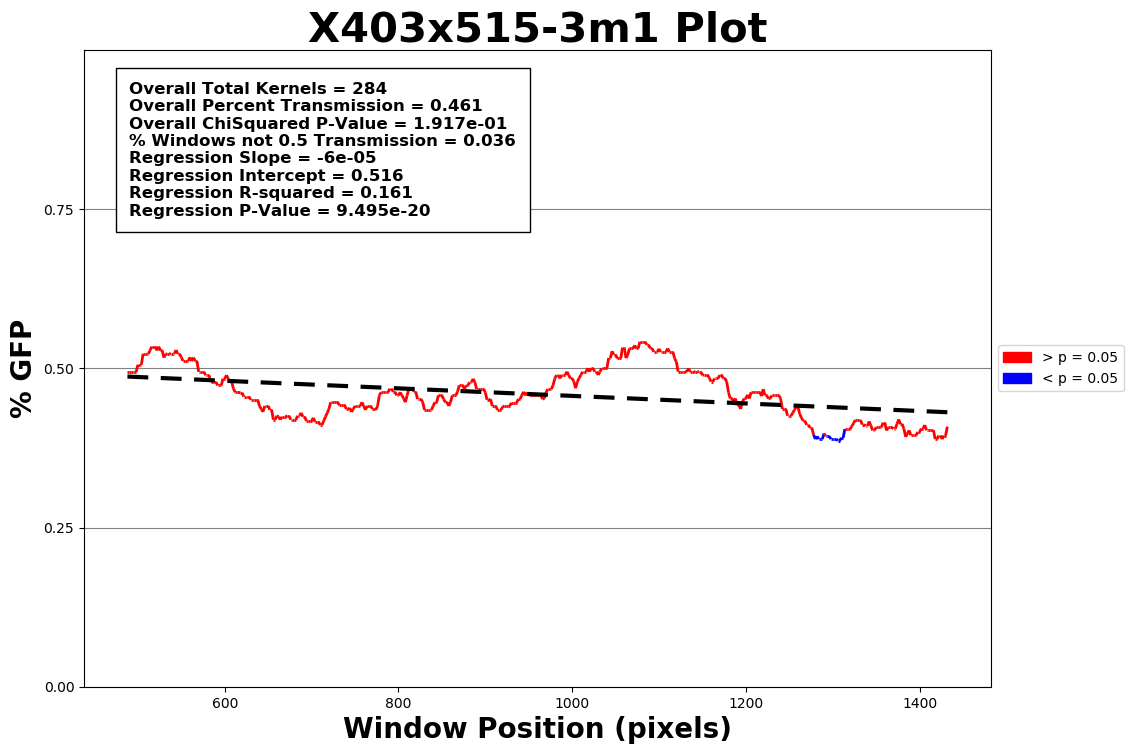 X403x515-3m1 Plot
Overall Total Kernels = 284
Overall Percent Transmission = 0.461
Overall ChiSquared P-Value = 1.917e-01
% Windows not 0.5 Transmission = 0.036
Regression Slope = -6e-05
Regression Intercept = 0.516
Regression R-squared = 0.161
Regression P-Value = 9.495e-20
% GFP
0.75
0.50
0.25
0.00
> p = 0.05
< p = 0.05
600 800 1000 1200 1400
Window Position (pixels)